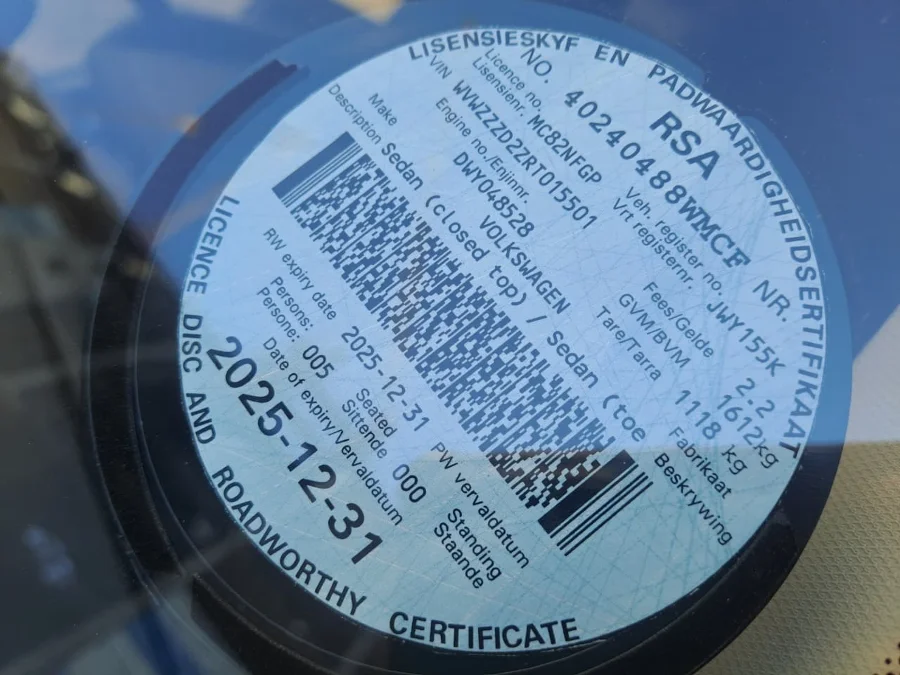 LISENSIESKYF EN PADWAARDIGHEIDSERTIFIKAAT
RSA
NO. 40240488WMCF NR.
Licence no. Veh. register no.
Lisensienr. MC82NFGP Vrt registernr. JWY155K
VIN WVWZZZD2ZRT015501 Fees/Gelde 2.2
Engine no./Enjinnr. GVM/BVM 1612kg
DWY048528 Tare/Tarra 1118 kg
Make VOLKSWAGEN Fabrikaat
Description Sedan (closed top) / Sedan (toe Beskrywing
RW expiry date 2025-12-31 PW vervaldatum
Persons: Seated Standing
Persone: 005 Sittende 000 Staande
Date of expiry/Vervaldatum
2025-12-31
LICENCE DISC AND ROADWORTHY CERTIFICATE